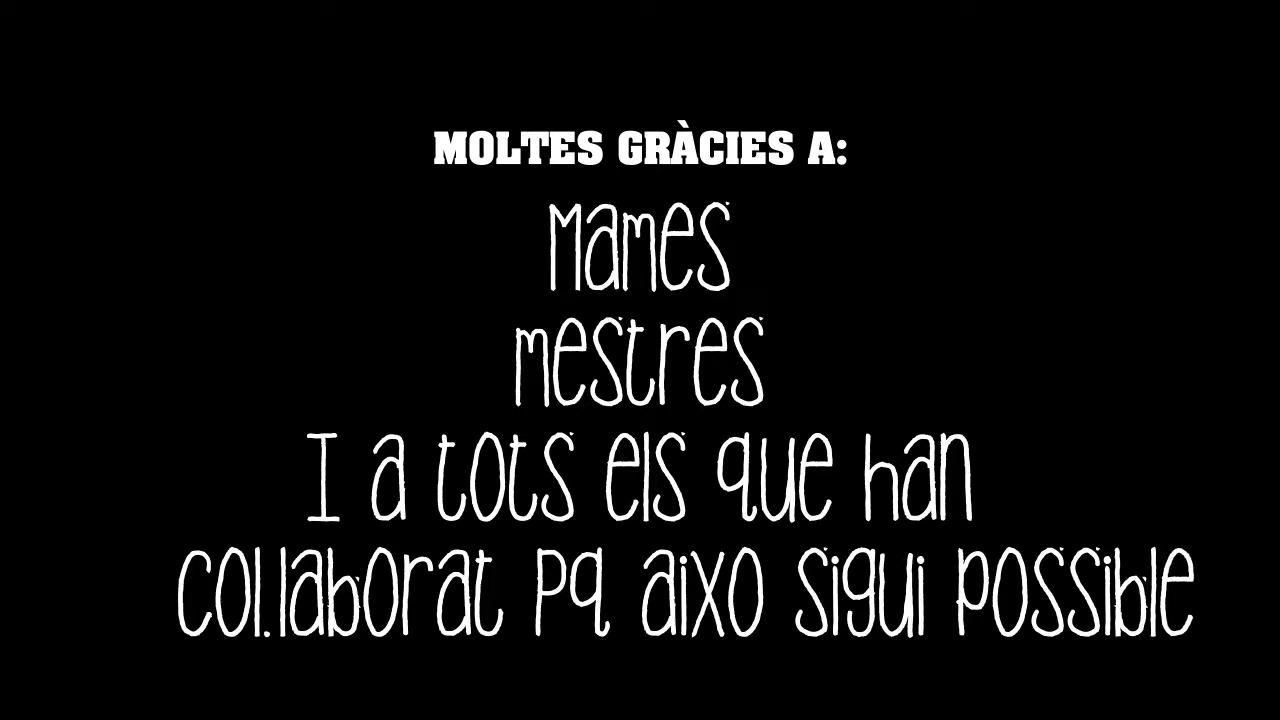 MOLTES GRÀCIES A:
Mames
mestres
I a tots els que han
col.laborat pq aixo sigui possible